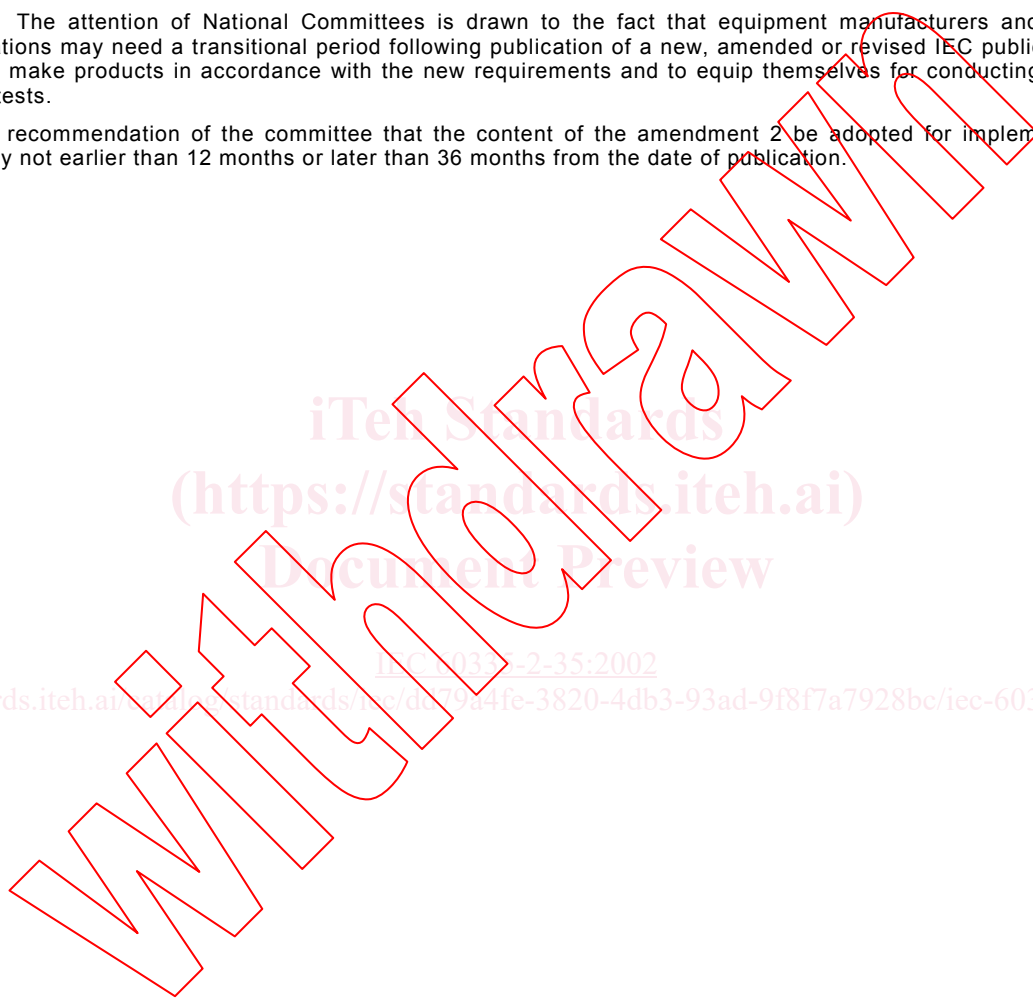 The attention of National Committees is drawn to the fact that equipment manufacturers and
ations may need a transitional period following publication of a new, amended or revised IEC public
make products in accordance with the new requirements and to equip themselves for conducting
tests.
recommendation of the committee that the content of the amendment 2 be adopted for implem
y not earlier than 12 months or later than 36 months from the date of publication.
withdrawn
iTeh Standards
(https://standards.iteh.ai)
Document Preview
IEC 60335-2-35:2002
rds.iteh.ai/catalog/standards/iec/dd79a4fe-3820-4db3-93ad-9f8f7a7928bc/iec-603